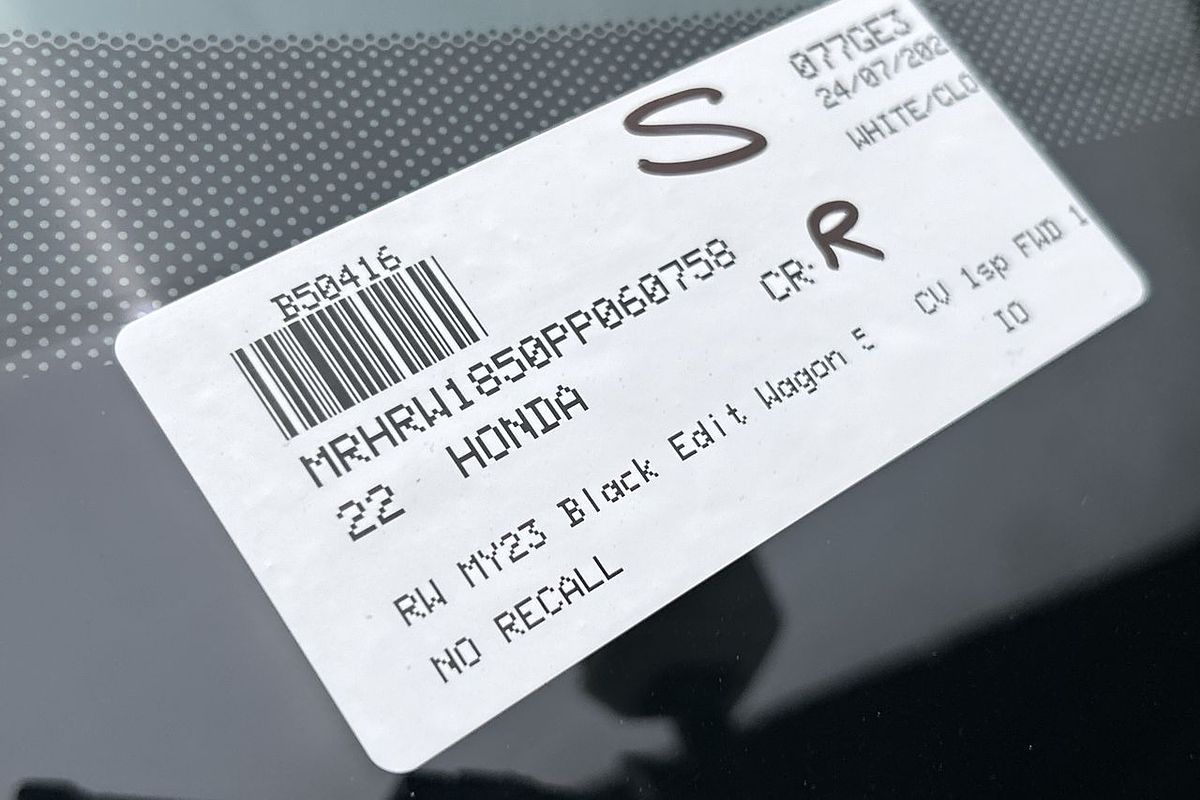 S
077GE3
24/07/202
WHITE/CLO
B50416
MRHRW1850PP060758
CR: R
22 HONDA
RW MY23 Black Edit Wagon 5 CV 1sp FWD 1
IO
NO RECALL